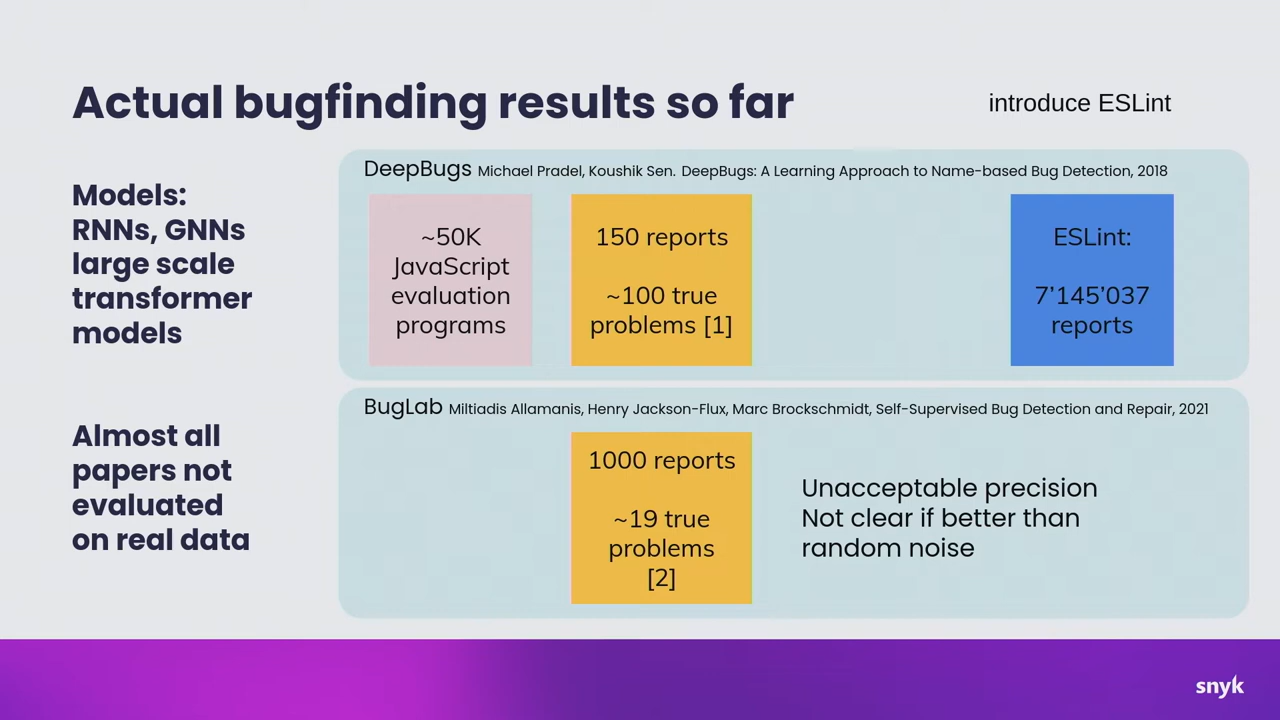 Actual bugfinding results so far
introduce ESLint
Models:
RNNs, GNNs
large scale
transformer
models
Almost all
papers not
evaluated
on real data
DeepBugs Michael Pradel, Koushik Sen. DeepBugs: A Learning Approach to Name-based Bug Detection, 2018
~50K
JavaScript
evaluation
programs
150 reports
~100 true
problems [1]
ESLint:
7’145’037
reports
BugLab Miltiadis Allamanis, Henry Jackson-Flux, Marc Brockschmidt, Self-Supervised Bug Detection and Repair, 2021
1000 reports
~19 true
problems
[2]
Unacceptable precision
Not clear if better than
random noise
snyk